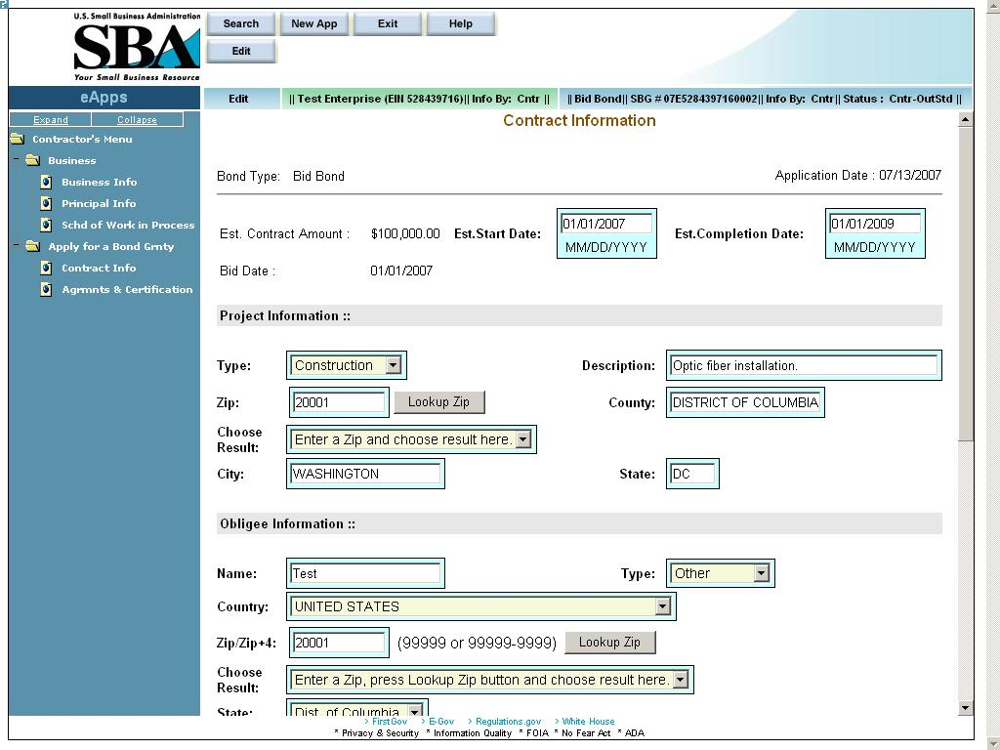 U.S. Small Business Administration
SBA
Your Small Business Resource
Search New App Exit Help
Edit
eApps
Edit || Test Enterprise (EIN 528439716)|| Info By: Cntr || || Bid Bond|| SBG # 07E5284397160002|| Info By: Cntr|| Status : Cntr-OutStd ||
Expand Collapse
Contractor's Menu
Business
Business Info
Principal Info
Schd of Work in Process
Apply for a Bond Grnty
Contract Info
Agrmnts & Certification
Contract Information
Bond Type: Bid Bond Application Date : 07/13/2007
Est. Contract Amount : $100,000.00 Est.Start Date: 01/01/2007 MM/DD/YYYY Est.Completion Date: 01/01/2009 MM/DD/YYYY
Bid Date : 01/01/2007
Project Information ::
Type: Construction Description: Optic fiber installation.
Zip: 20001 Lookup Zip County: DISTRICT OF COLUMBIA
Choose Result: Enter a Zip and choose result here.
City: WASHINGTON State: DC
Obligee Information ::
Name: Test Type: Other
Country: UNITED STATES
Zip/Zip+4: 20001 (99999 or 99999-9999) Lookup Zip
Choose Result: Enter a Zip, press Lookup Zip button and choose result here.
State: Dist. of Columbia
> FirstGov > E-Gov > Regulations.gov > White House
* Privacy & Security * Information Quality * FOIA * No Fear Act * ADA